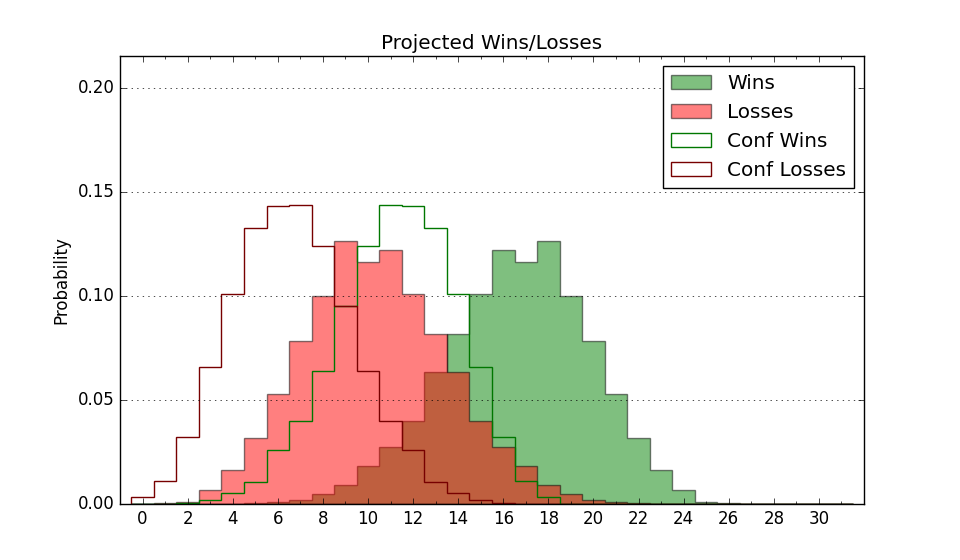 Projected Wins/Losses
Wins
Losses
Conf Wins
Conf Losses
Probability
0.20
0.15
0.10
0.05
0.00
0 2 4 6 8 10 12 14 16 18 20 22 24 26 28 30